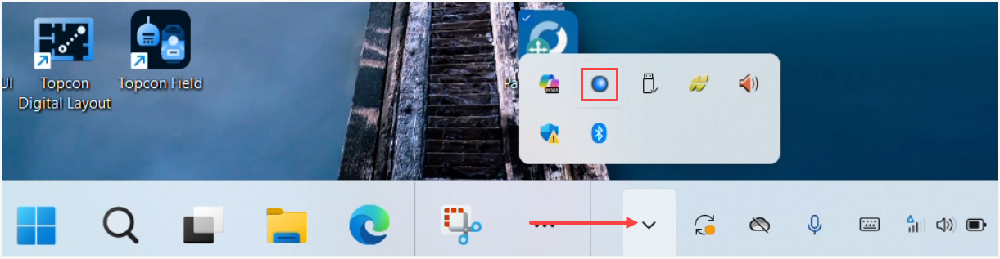 UI
Topcon
Digital Layout
Topcon Field
Pa
M365